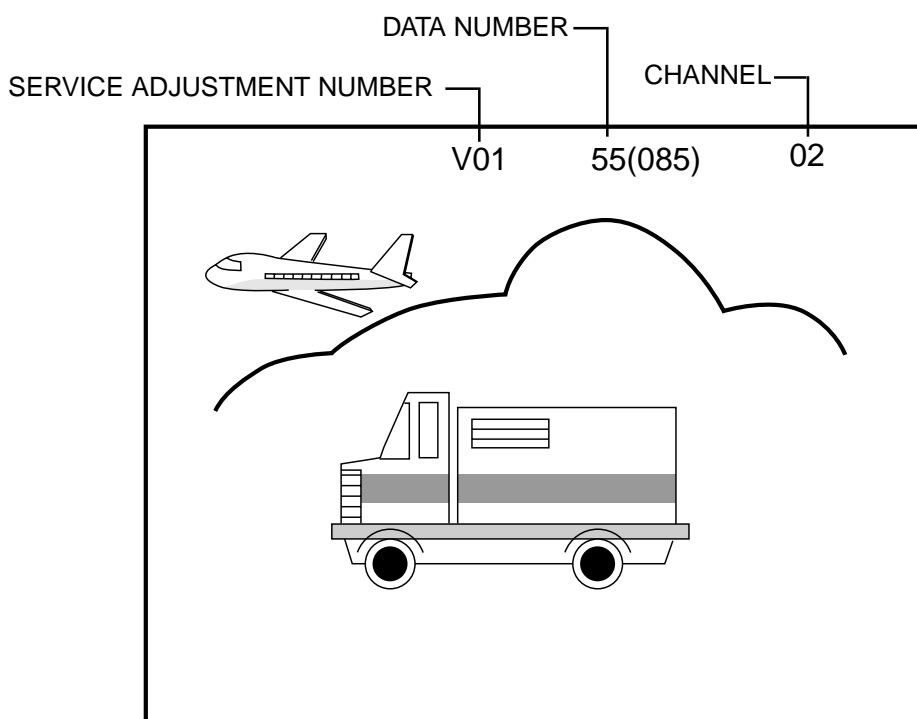 DATA NUMBER
CHANNEL
SERVICE ADJUSTMENT NUMBER
V01 55(085) 02